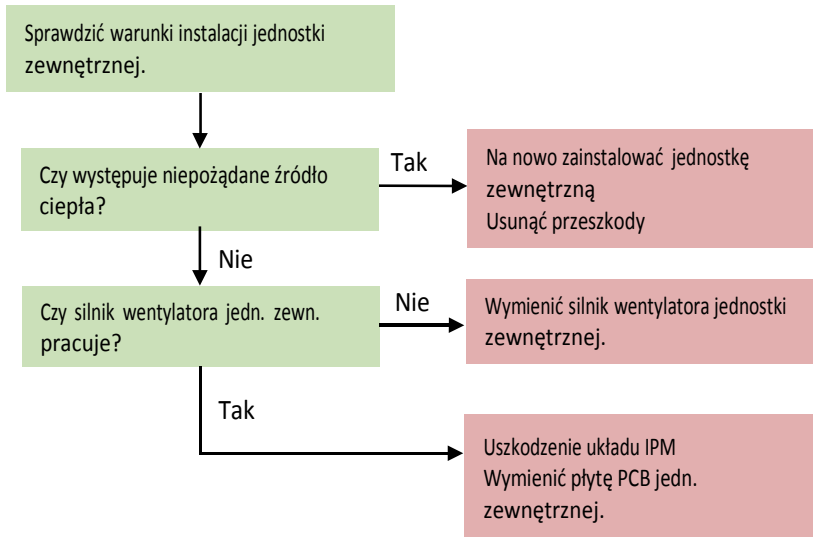 Sprawdzić warunki instalacji jednostki
zewnętrznej.
Czy występuje niepożądane źródło
ciepła?
Tak
Na nowo zainstalować jednostkę
zewnętrzną
Usunąć przeszkody
Nie
Czy silnik wentylatora jedn. zewn.
pracuje?
Nie
Wymienić silnik wentylatora jednostki
zewnętrznej.
Tak
Uszkodzenie układu IPM
Wymienić płytę PCB jedn.
zewnętrznej.